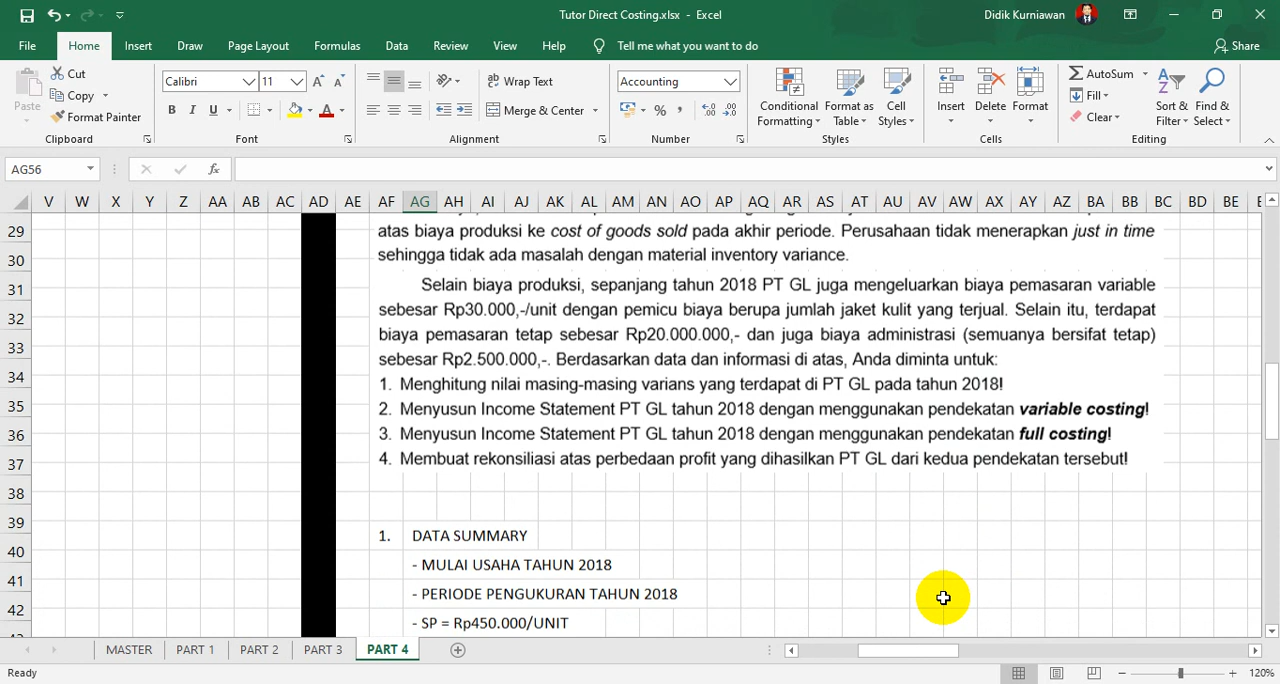 Tutor Direct Costing.xlsx - Excel
Didik Kurniawan
File Home Insert Draw Page Layout Formulas Data Review View Help Tell me what you want to do Share
Paste Cut Copy Format Painter
Calibri 11
B I U
Wrap Text
Merge & Center
Accounting
Conditional Formatting Format as Table Cell Styles
Insert Delete Format
AutoSum Fill Clear
Sort & Filter Find & Select
Clipboard Font Alignment Number Styles Cells Editing
AG56 fx
V W X Y Z AA AB AC AD AE AF AG AH AI AJ AK AL AM AN AO AP AQ AR AS AT AU AV AW AX AY AZ BA BB BC BD BE
29 atas biaya produksi ke cost of goods sold pada akhir periode. Perusahaan tidak menerapkan just in time
30 sehingga tidak ada masalah dengan material inventory variance.
31 Selain biaya produksi, sepanjang tahun 2018 PT GL juga mengeluarkan biaya pemasaran variable
32 sebesar Rp30.000,-/unit dengan pemicu biaya berupa jumlah jaket kulit yang terjual. Selain itu, terdapat
33 biaya pemasaran tetap sebesar Rp20.000.000,- dan juga biaya administrasi (semuanya bersifat tetap)
34 sebesar Rp2.500.000,-. Berdasarkan data dan informasi di atas, Anda diminta untuk:
1. Menghitung nilai masing-masing varians yang terdapat di PT GL pada tahun 2018!
35 2. Menyusun Income Statement PT GL tahun 2018 dengan menggunakan pendekatan variable costing!
36 3. Menyusun Income Statement PT GL tahun 2018 dengan menggunakan pendekatan full costing!
37 4. Membuat rekonsiliasi atas perbedaan profit yang dihasilkan PT GL dari kedua pendekatan tersebut!
38
39 1. DATA SUMMARY
40 - MULAI USAHA TAHUN 2018
41 - PERIODE PENGUKURAN TAHUN 2018
42 - SP = Rp450.000/UNIT
MASTER PART 1 PART 2 PART 3 PART 4
Ready 120%